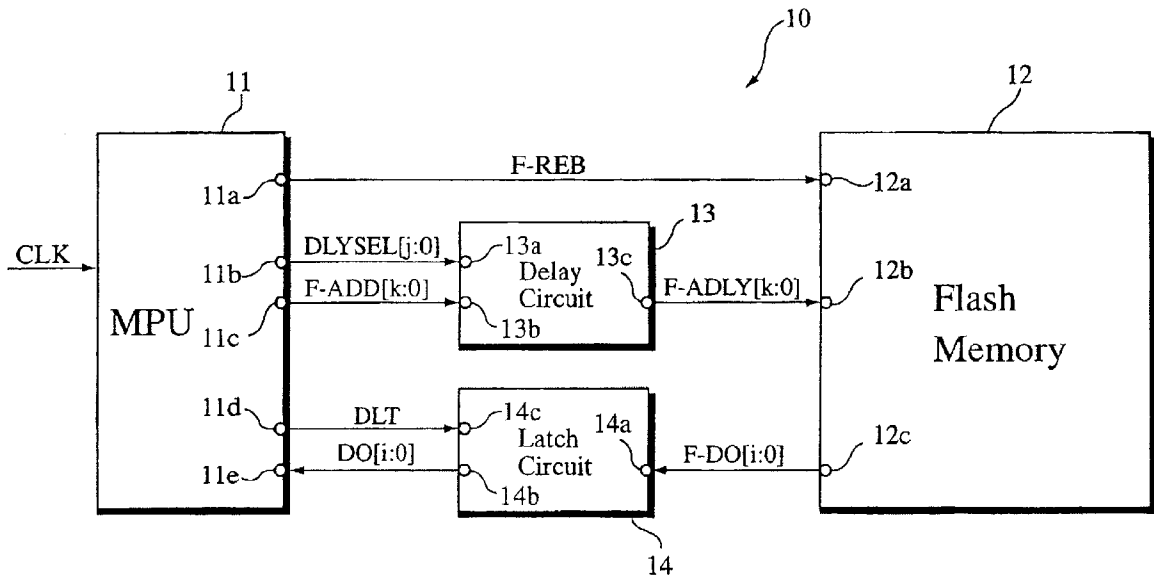 10
11
12
F-REB
11a
12a
13
CLK
DLYSEL[j:0]
13a
13c
11b
Delay
Circuit
12b
F-ADD[k:0]
F-ADLY[k:0]
Flash
Memory
MPU
11c
13b
11d
DLT
14c
14a
Latch
Circuit
12c
DO[i:0]
F-DO[i:0]
11e
14b
14